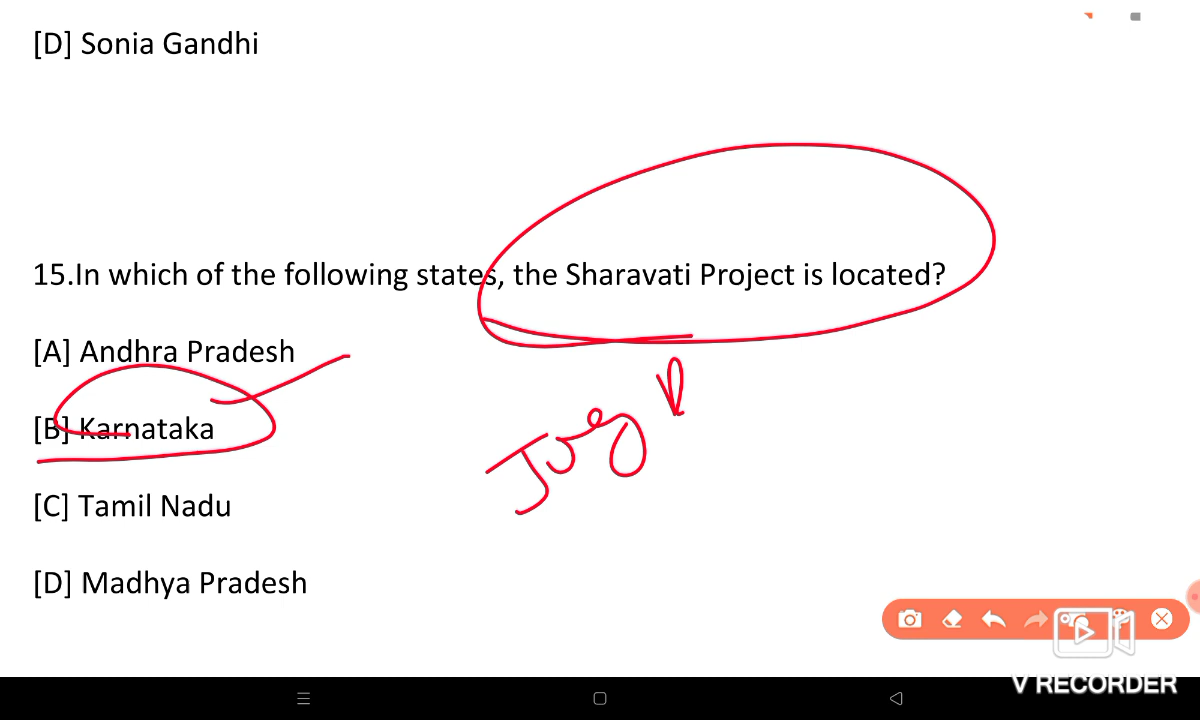 [D] Sonia Gandhi
15.In which of the following states, the Sharavati Project is located?
[A] Andhra Pradesh
[B] Karnataka
Jog
[C] Tamil Nadu
[D] Madhya Pradesh
V RECORDER